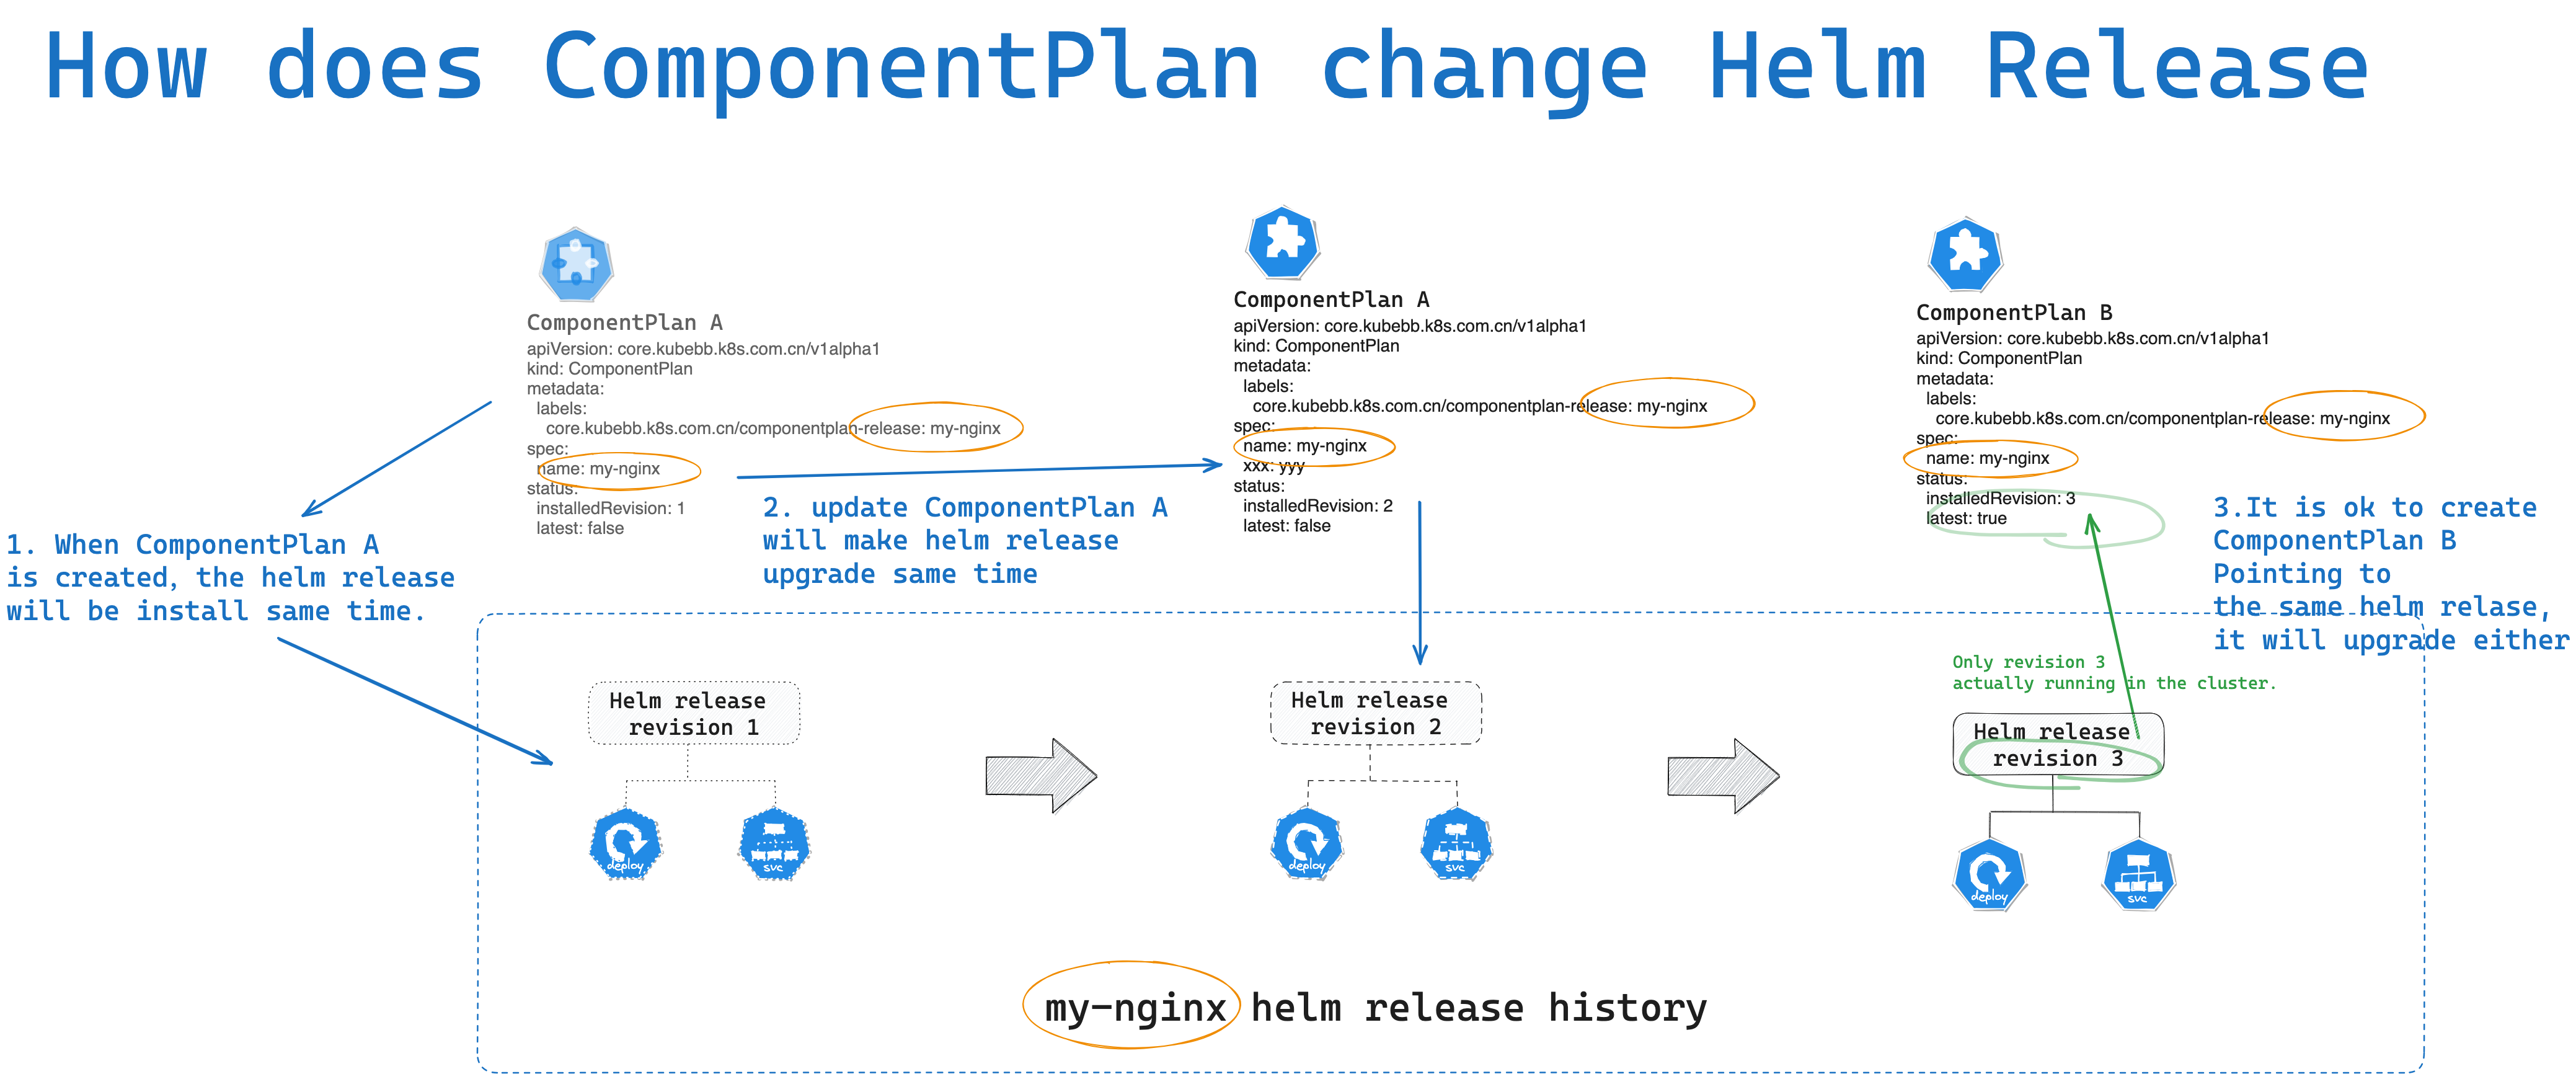 How does ComponentPlan change Helm Release
ComponentPlan A
apiVersion: core.kubebb.k8s.com.cn/v1alpha1
kind: ComponentPlan
metadata:
labels:
core.kubebb.k8s.com.cn/componentplan-release: my-nginx
spec:
name: my-nginx
status:
installedRevision: 1
latest: false
ComponentPlan A
apiVersion: core.kubebb.k8s.com.cn/v1alpha1
kind: ComponentPlan
metadata:
labels:
core.kubebb.k8s.com.cn/componentplan-release: my-nginx
spec:
name: my-nginx
xxx: yyy
status:
installedRevision: 2
latest: false
ComponentPlan B
apiVersion: core.kubebb.k8s.com.cn/v1alpha1
kind: ComponentPlan
metadata:
labels:
core.kubebb.k8s.com.cn/componentplan-release: my-nginx
spec:
name: my-nginx
status:
installedRevision: 3
latest: true
1. When ComponentPlan A
is created, the helm release
will be install same time.
2. update ComponentPlan A
will make helm release
upgrade same time
3.It is ok to create
ComponentPlan B
Pointing to
the same helm relase,
it will upgrade either
Only revision 3
actually running in the cluster.
Helm release
revision 1
deploy
svc
Helm release
revision 2
deploy
svc
Helm release
revision 3
deploy
svc
my-nginx helm release history